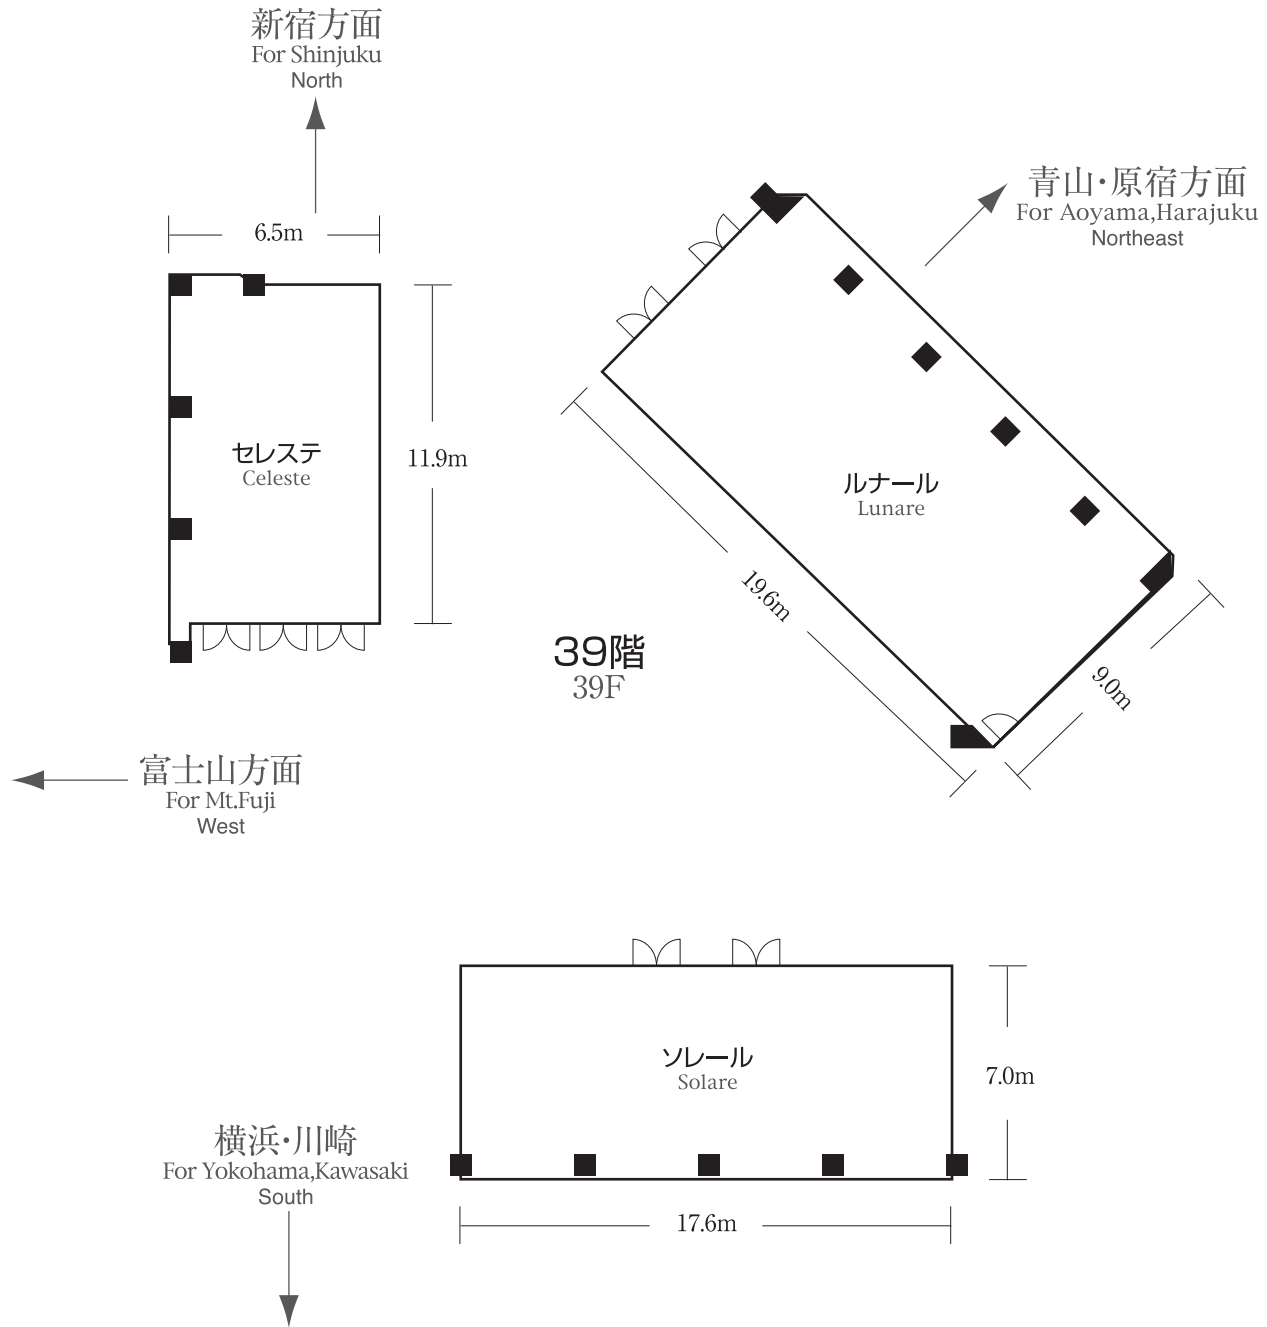 新宿方面
For Shinjuku
North
青山・原宿方面
For Aoyama,Harajuku
Northeast
6.5m
セレステ
Celeste
11.9m
ルナール
Lunare
19.6m
9.0m
39階
39F
富士山方面
For Mt.Fuji
West
ソレール
Solare
7.0m
17.6m
横浜・川崎
For Yokohama,Kawasaki
South